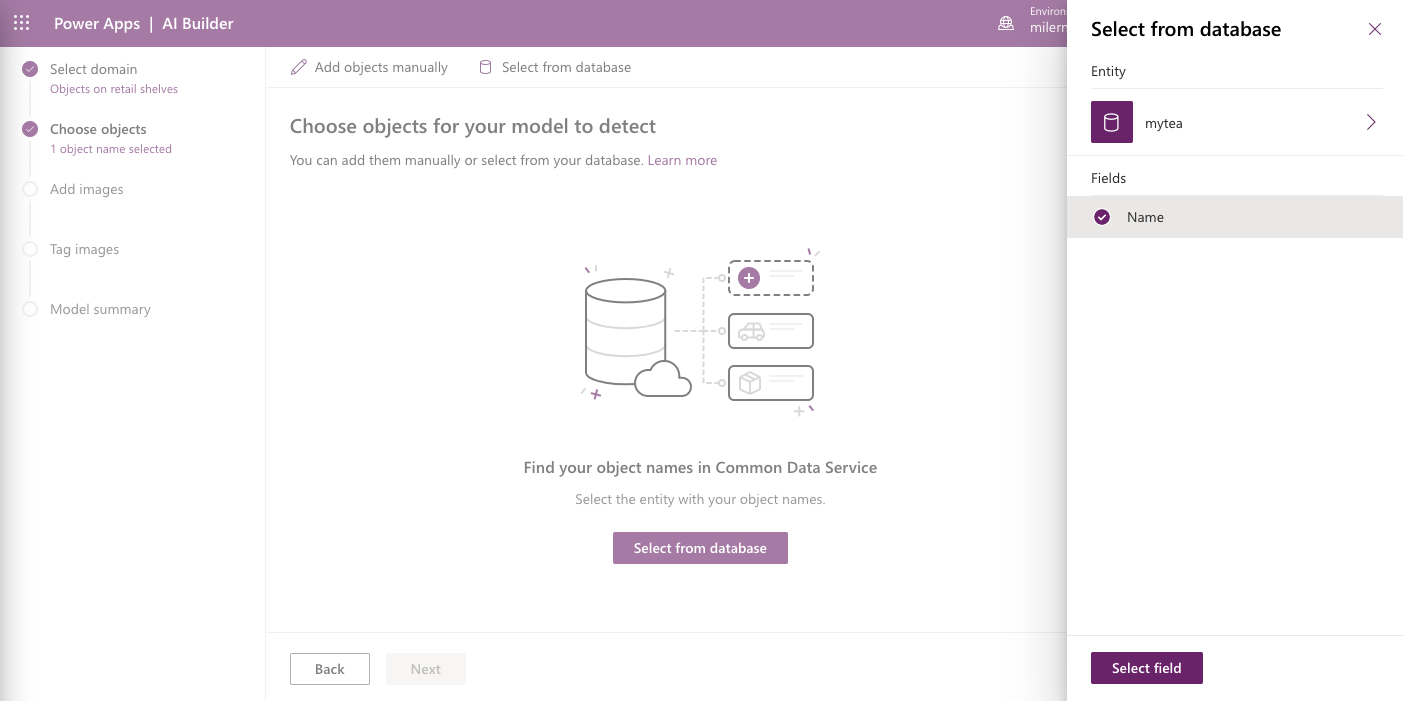 Power Apps | AI Builder
Environ
milern
Select domain
Objects on retail shelves
Choose objects
1 object name selected
Add images
Tag images
Model summary
Add objects manually
Select from database
Choose objects for your model to detect
You can add them manually or select from your database. Learn more
Find your object names in Common Data Service
Select the entity with your object names.
Select from database
Back
Next
Select from database
Entity
mytea
Fields
Name
Select field